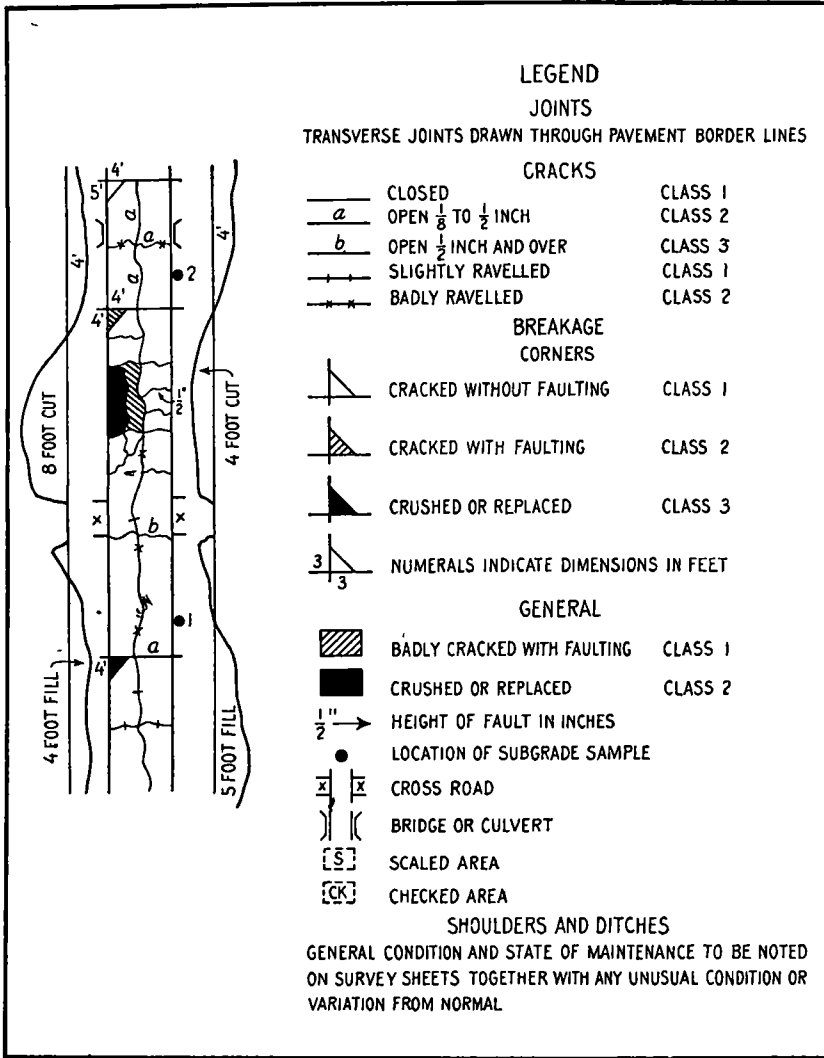 LEGEND
JOINTS
TRANSVERSE JOINTS DRAWN THROUGH PAVEMENT BORDER LINES
CRACKS
CLOSED CLASS 1
a OPEN 1/8 TO 1/2 INCH CLASS 2
b OPEN 1/2 INCH AND OVER CLASS 3
SLIGHTLY RAVELLED CLASS 1
x x BADLY RAVELLED CLASS 2
BREAKAGE
CORNERS
CRACKED WITHOUT FAULTING CLASS 1
CRACKED WITH FAULTING CLASS 2
CRUSHED OR REPLACED CLASS 3
3 3 NUMERALS INDICATE DIMENSIONS IN FEET
GENERAL
BADLY CRACKED WITH FAULTING CLASS 1
CRUSHED OR REPLACED CLASS 2
1/2" HEIGHT OF FAULT IN INCHES
LOCATION OF SUBGRADE SAMPLE
x x CROSS ROAD
BRIDGE OR CULVERT
S SCALED AREA
CK CHECKED AREA
SHOULDERS AND DITCHES
GENERAL CONDITION AND STATE OF MAINTENANCE TO BE NOTED
ON SURVEY SHEETS TOGETHER WITH ANY UNUSUAL CONDITION OR
VARIATION FROM NORMAL
4'
5'
a
a
4'
4'
a
2
4'
4'
1/2"
8 FOOT CUT
4 FOOT CUT
x x
b
1
a
4'
4 FOOT FILL
5 FOOT FILL